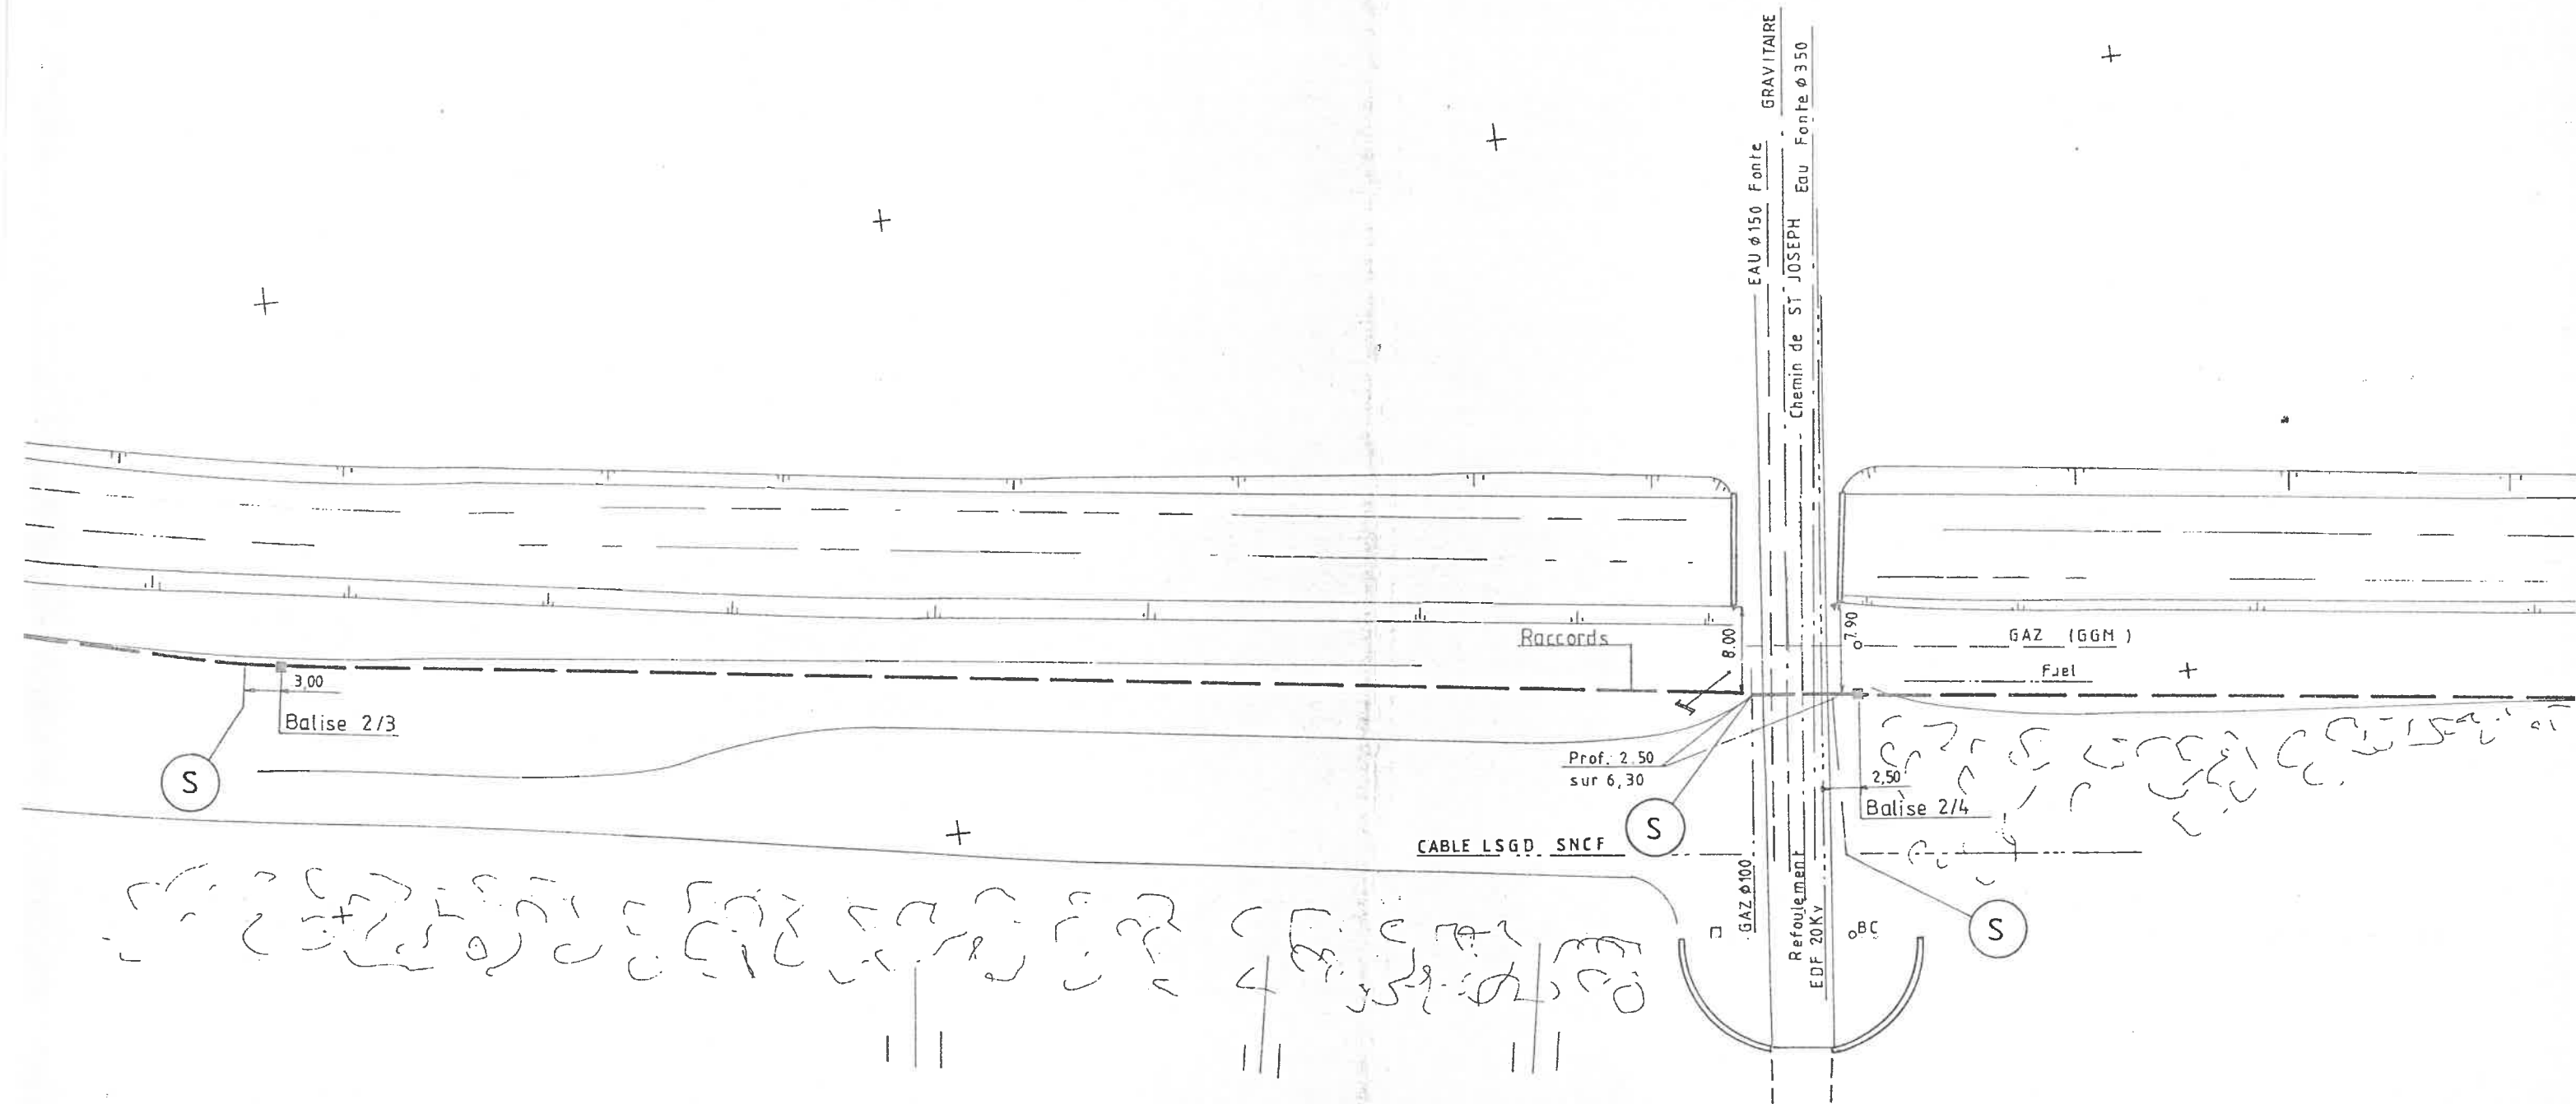 GRAVITAIRE
EAU ø150 Fonte
Chemin de ST JOSEPH
Eau Fonte ø350
Raccords
8.00
7.90
GAZ (GGM)
Fuel
3,00
Balise 2/3
S
Prof. 2.50
sur 6,30
S
2,50
Balise 2/4
CABLE LSGD SNCF
GAZ ø100
Refoulement
EDF 20Kv
BC
S